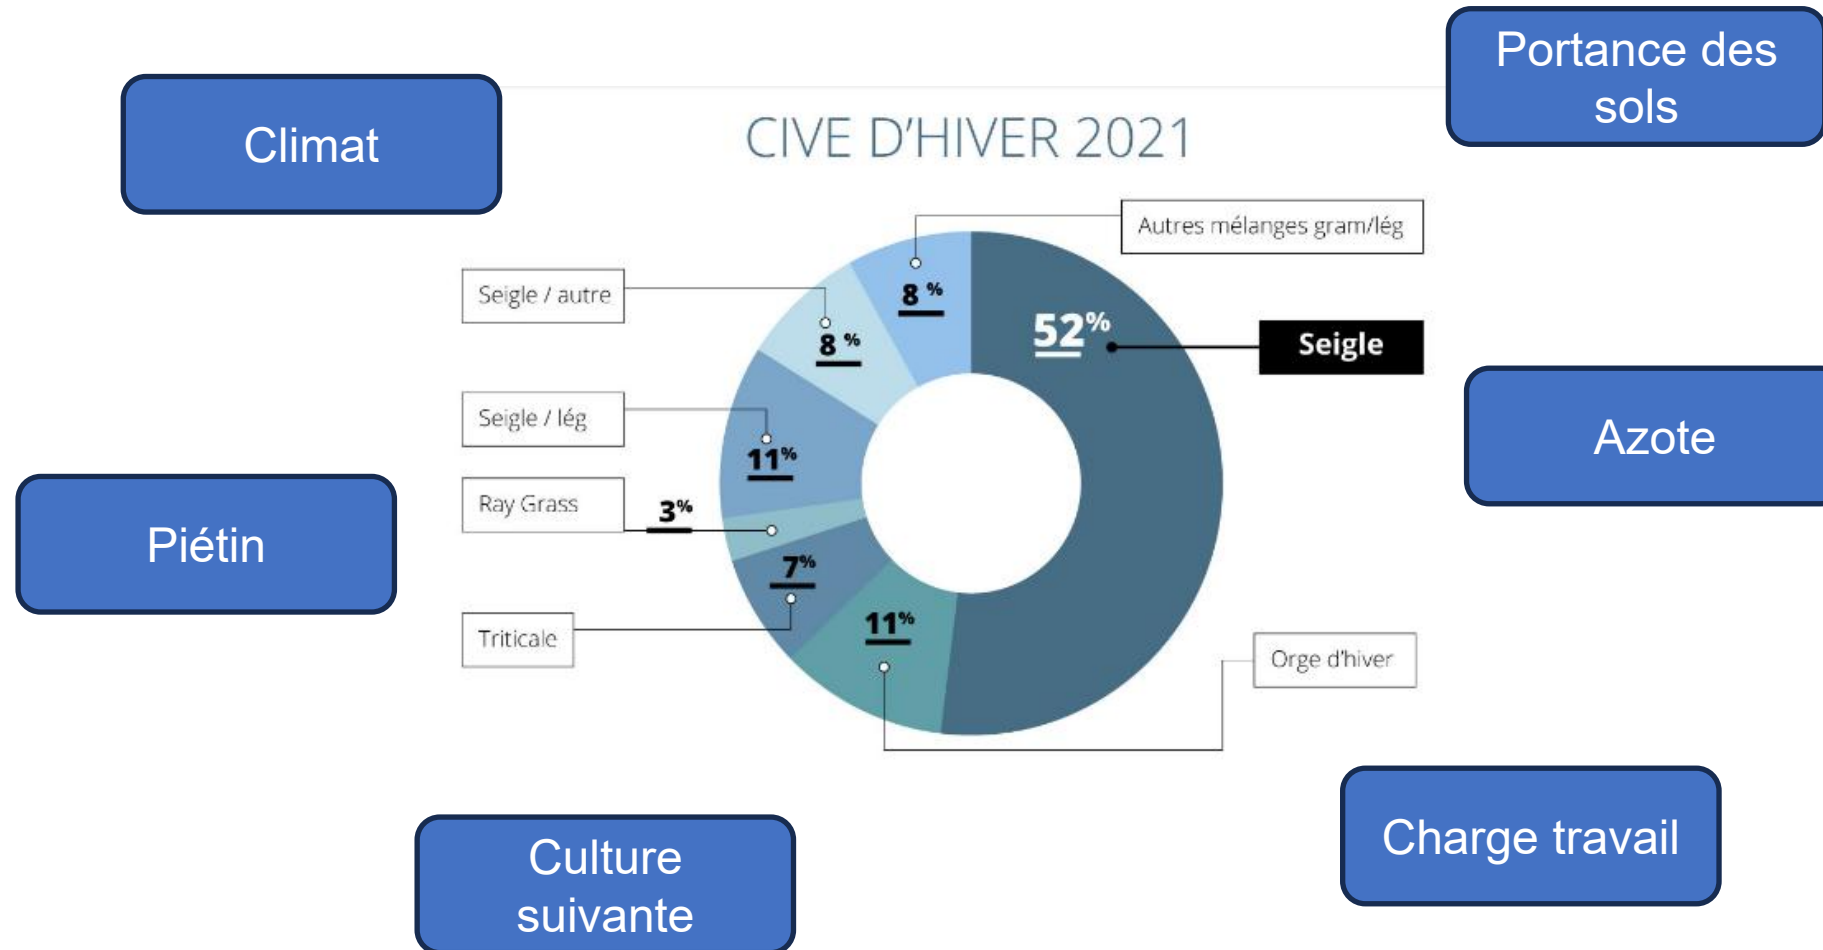 Portance des
sols
Climat
CIVE D'HIVER 2021
Autres mélanges gram/lég
Seigle / autre
8 %
52%
8 %
Seigle
Seigle / lég
11%
Azote
Ray Grass
3%
Piétin
7%
Triticale
11%
Orge d'hiver
Charge travail
Culture
suivante